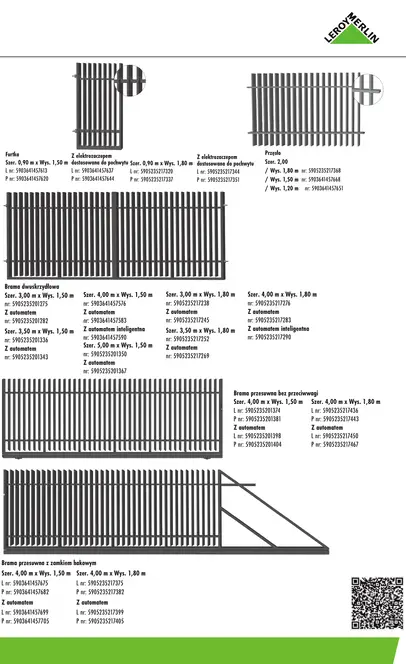 LEROY MERLIN
Furtka
Szer. 0,90 m x Wys. 1,50 m
L nr: 5903641457613
P nr: 5903641457620
Z elektrozaczepem
dostosowana do pochwytu
L nr: 5903641457637
P nr: 5903641457644
Szer. 0,90 m x Wys. 1,80 m
L nr: 5905235217320
P nr: 5905235217337
Z elektrozaczepem
dostosowana do pochwytu
L nr: 5905235217344
P nr: 5905235217351
Przęsło
Szer. 2,00
/ Wys. 1,80 m nr: 5905235217368
/ Wys. 1,50 m nr: 5903641457668
/ Wys. 1,20 m nr: 5903641457651
Brama dwuskrzydłowa
Szer. 3,00 m x Wys. 1,50 m
nr: 5905235201275
Z automatem
nr: 5905235201282
Szer. 3,50 m x Wys. 1,50 m
nr: 5905235201336
Z automatem
nr: 5905235201343
Szer. 4,00 m x Wys. 1,50 m
nr: 5903641457576
Z automatem
nr: 5903641457583
Z automatem inteligentna
nr: 5903641457590
Szer. 5,00 m x Wys. 1,50 m
nr: 5905235201350
Z automatem
nr: 5905235201367
Szer. 3,00 m x Wys. 1,80 m
nr: 5905235217238
Z automatem
nr: 5905235217245
Szer. 3,50 m x Wys. 1,80 m
nr: 5905235217252
Z automatem
nr: 5905235217269
Szer. 4,00 m x Wys. 1,80 m
nr: 5905235217276
Z automatem
nr: 5905235217283
Z automatem inteligentna
nr: 5905235217290
Brama przesuwna bez przeciwwagi
Szer. 4,00 m x Wys. 1,50 m
L nr: 5905235201374
P nr: 5905235201381
Z automatem
L nr: 5905235201398
P nr: 5905235201404
Szer. 4,00 m x Wys. 1,80 m
L nr: 5905235217436
P nr: 5905235217443
Z automatem
L nr: 5905235217450
P nr: 5905235217467
Brama przesuwna z zamkiem hakowym
Szer. 4,00 m x Wys. 1,50 m
L nr: 5903641457675
P nr: 5903641457682
Z automatem
L nr: 5903641457699
P nr: 5903641457705
Szer. 4,00 m x Wys. 1,80 m
L nr: 5905235217375
P nr: 5905235217382
Z automatem
L nr: 5905235217399
P nr: 5905235217405